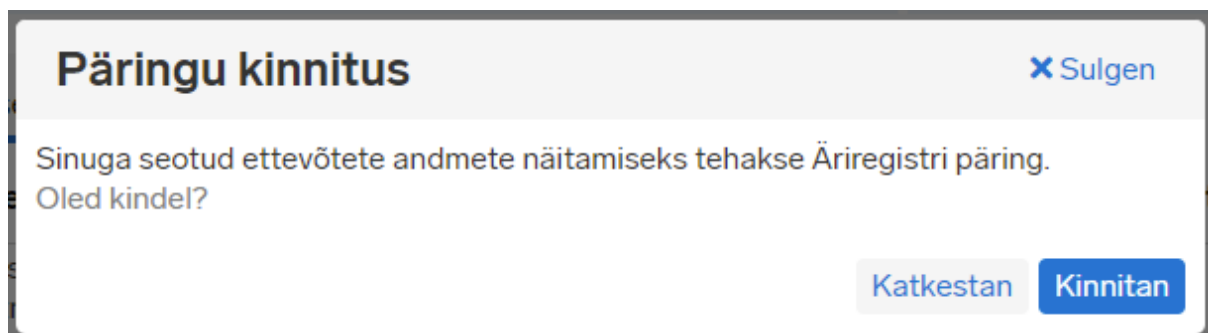 Päringu kinnitus
× Sulgen
Sinuga seotud ettevõtete andmete näitamiseks tehakse Äriregistri päring.
Oled kindel?
Katkestan
Kinnitan